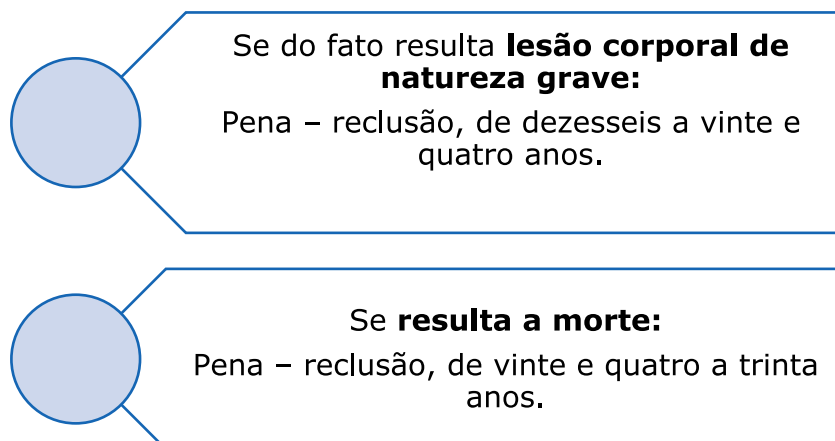 Se do fato resulta lesão corporal de
natureza grave:
Pena – reclusão, de dezesseis a vinte e
quatro anos.
Se resulta a morte:
Pena – reclusão, de vinte e quatro a trinta
anos.